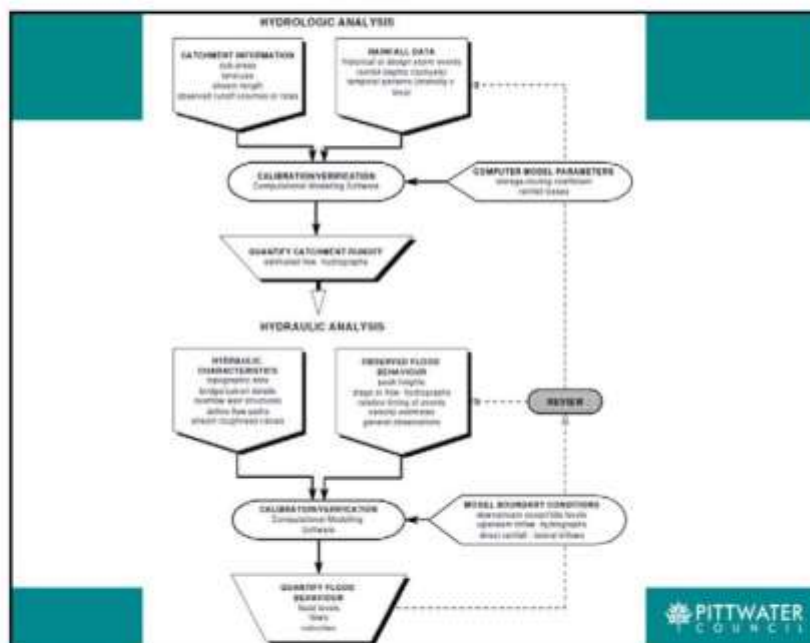 HYDROLOGIC ANALYSIS
CATCHMENT INFORMATION
sub-areas
landuse
stream length
observed runoff volumes or rates
RAINFALL DATA
historical or design storm events
rainfall depths
temporal patterns (intensity v
time)
CALIBRATION/VERIFICATION
Computational Modelling Software
COMPUTER MODEL PARAMETERS
storage routing coefficient
rainfall losses
QUANTIFY CATCHMENT RUNOFF
estimated flow hydrographs
HYDRAULIC ANALYSIS
HYDRAULIC
CHARACTERISTICS
topographic data
bridge/culvert details
overflow weir structures
define flow paths
stream roughness values
OBSERVED FLOOD
BEHAVIOUR
peak heights
stage or flow hydrographs
relative timing of events
velocity estimates
general observations
REVIEW
CALIBRATION/VERIFICATION
Computational Modelling
Software
MODEL BOUNDARY CONDITIONS
downstream ocean/tide levels
upstream inflow hydrographs
direct rainfall - lateral inflows
QUANTIFY FLOOD
BEHAVIOUR
flood levels
flows
velocities
PITTWATER
COUNCIL